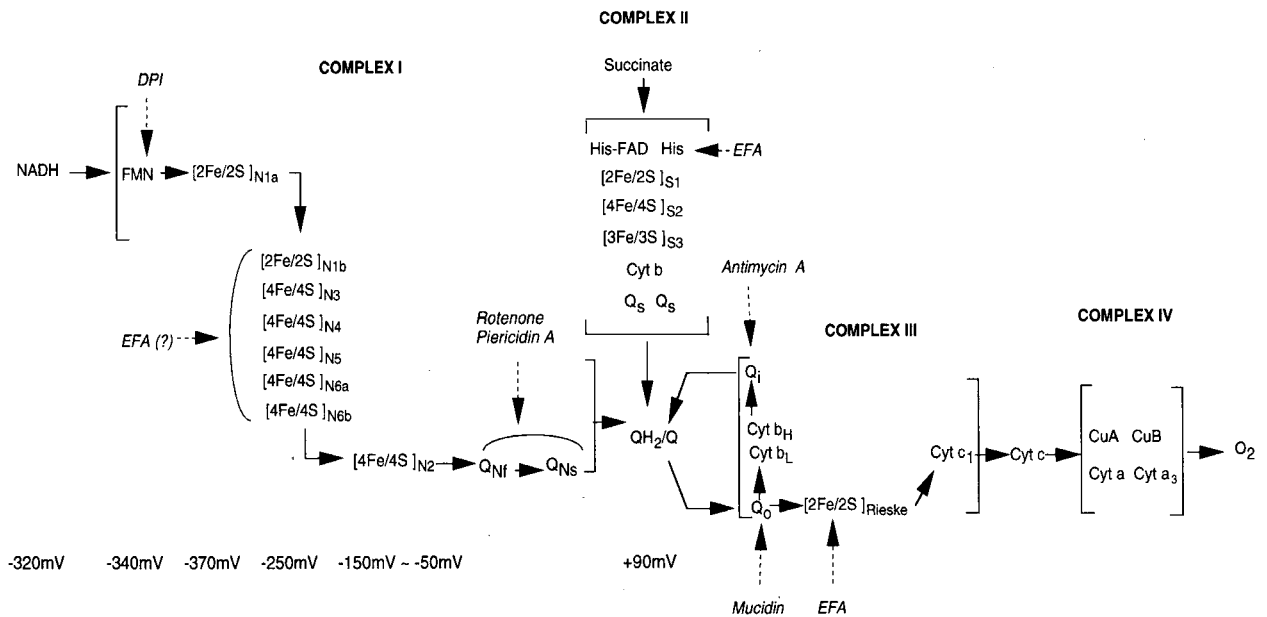 COMPLEX II
COMPLEX I
DPI
Succinate
NADH
FMN
[2Fe/2S]N1a
His-FAD His
EFA
[2Fe/2S]S1
[4Fe/4S]S2
[3Fe/3S]S3
Cyt b
Qs Qs
[2Fe/2S]N1b
[4Fe/4S]N3
[4Fe/4S]N4
[4Fe/4S]N5
[4Fe/4S]N6a
[4Fe/4S]N6b
EFA (?)
Rotenone
Piericidin A
Antimycin A
COMPLEX III
COMPLEX IV
[4Fe/4S]N2
QNf
QNs
QH2/Q
Qi
Cyt bH
Cyt bL
Qo
[2Fe/2S]Rieske
Cyt c1
Cyt c
CuA CuB
Cyt a Cyt a3
O2
-320mV -340mV -370mV -250mV -150mV ~ -50mV +90mV
Mucidin EFA